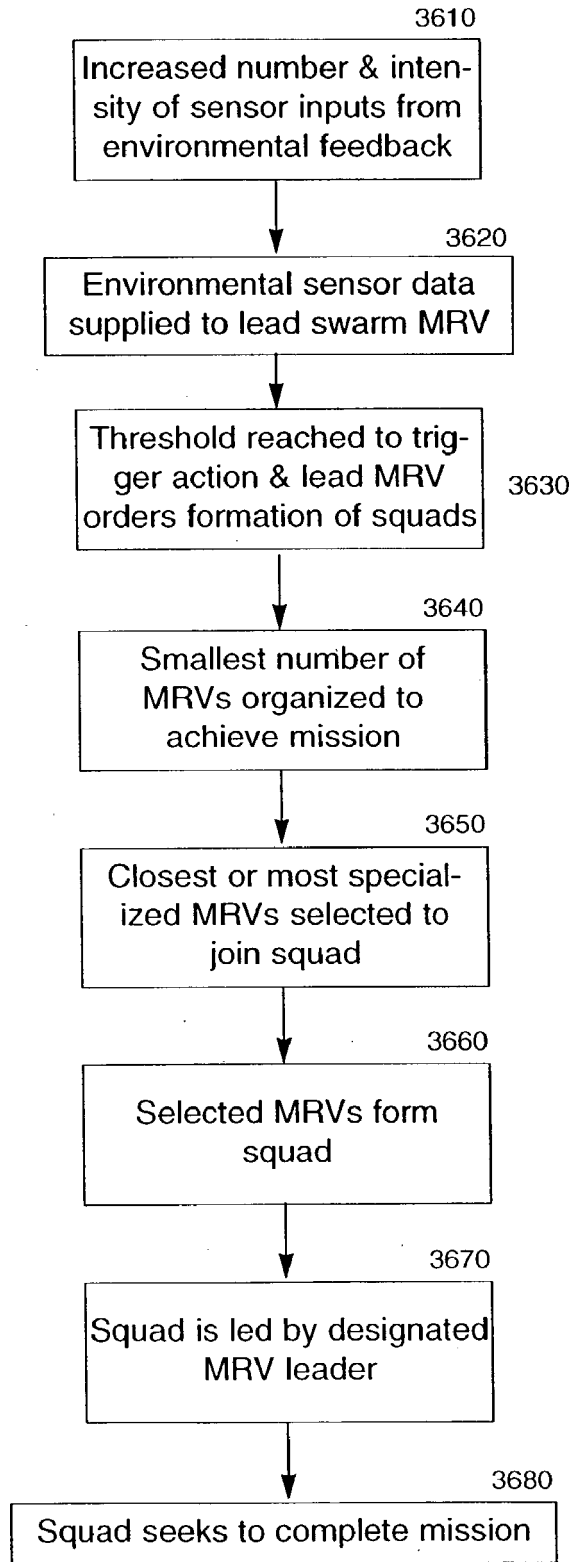 3610
Increased number & inten-
sity of sensor inputs from
environmental feedback
3620
Environmental sensor data
supplied to lead swarm MRV
Threshold reached to trig-
ger action & lead MRV
orders formation of squads
3630
3640
Smallest number of
MRVs organized to
achieve mission
3650
Closest or most special-
ized MRVs selected to
join squad
3660
Selected MRVs form
squad
3670
Squad is led by designated
MRV leader
3680
Squad seeks to complete mission